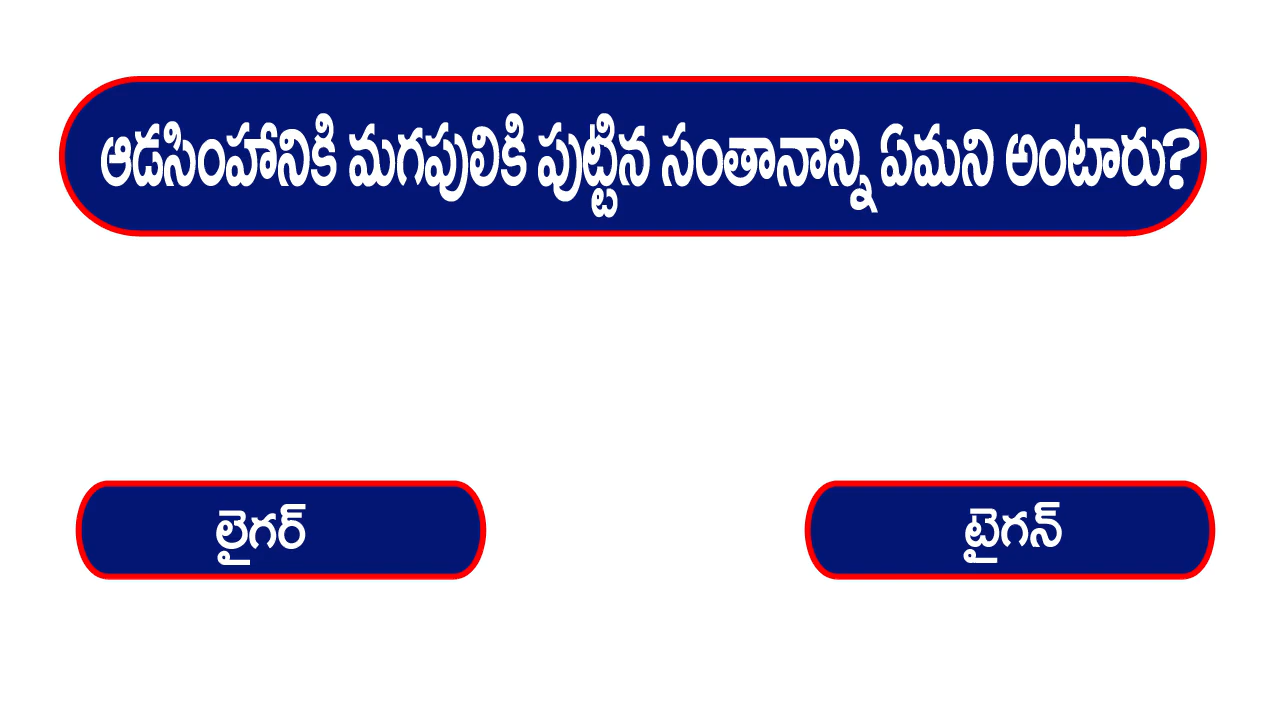 ఆడసింహానికి మగపులికి పుట్టిన సంతానాన్ని ఏమని అంటారు?
లైగర్
టైగన్